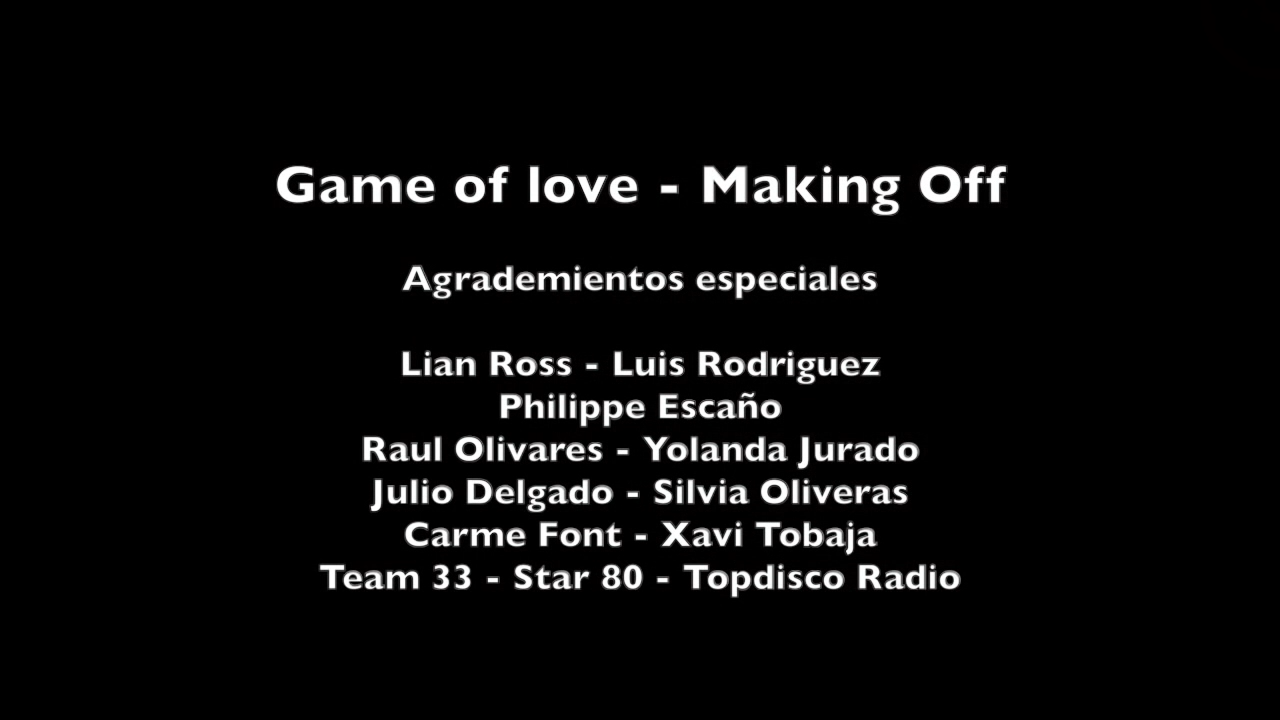 Game of love - Making Off
Agrademientos especiales
Lian Ross - Luis Rodriguez
Philippe Escaño
Raul Olivares - Yolanda Jurado
Julio Delgado - Silvia Oliveras
Carme Font - Xavi Tobaja
Team 33 - Star 80 - Topdisco Radio